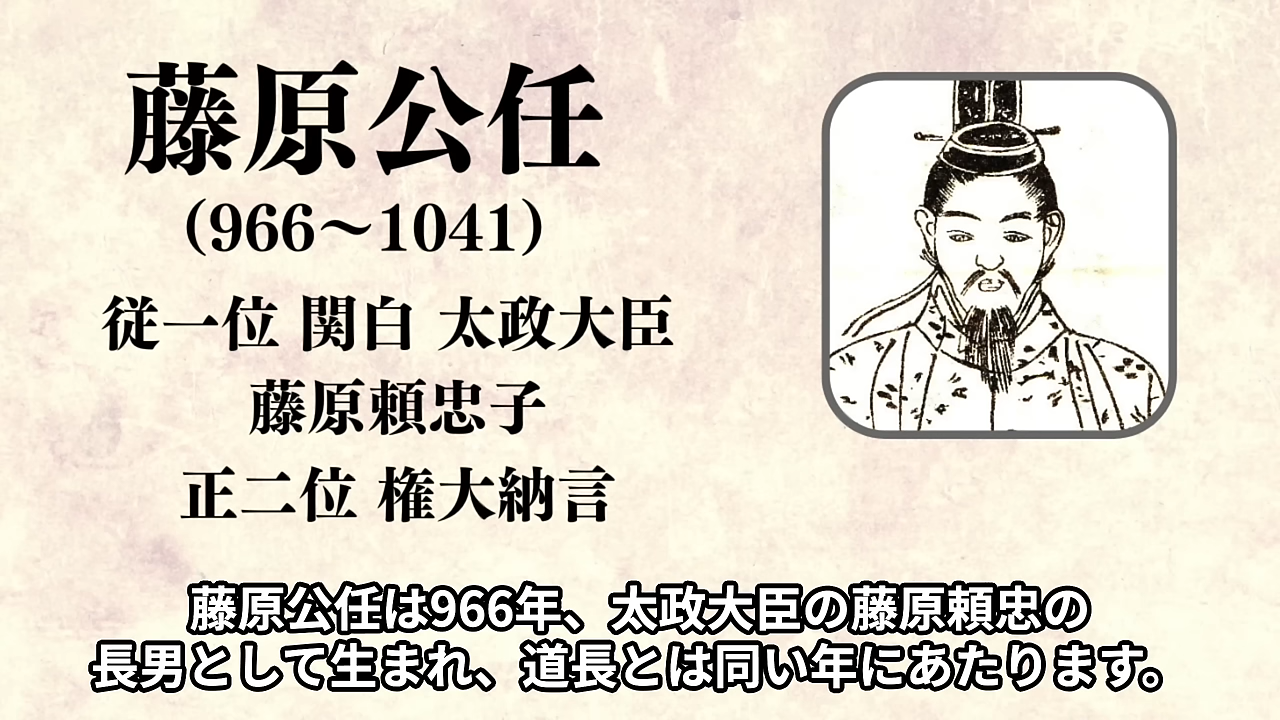 藤原公任
（966〜1041）
従一位 関白 太政大臣
藤原頼忠子
正二位 権大納言
藤原公任は966年、太政大臣の藤原頼忠の
長男として生まれ、道長とは同い年にあたります。